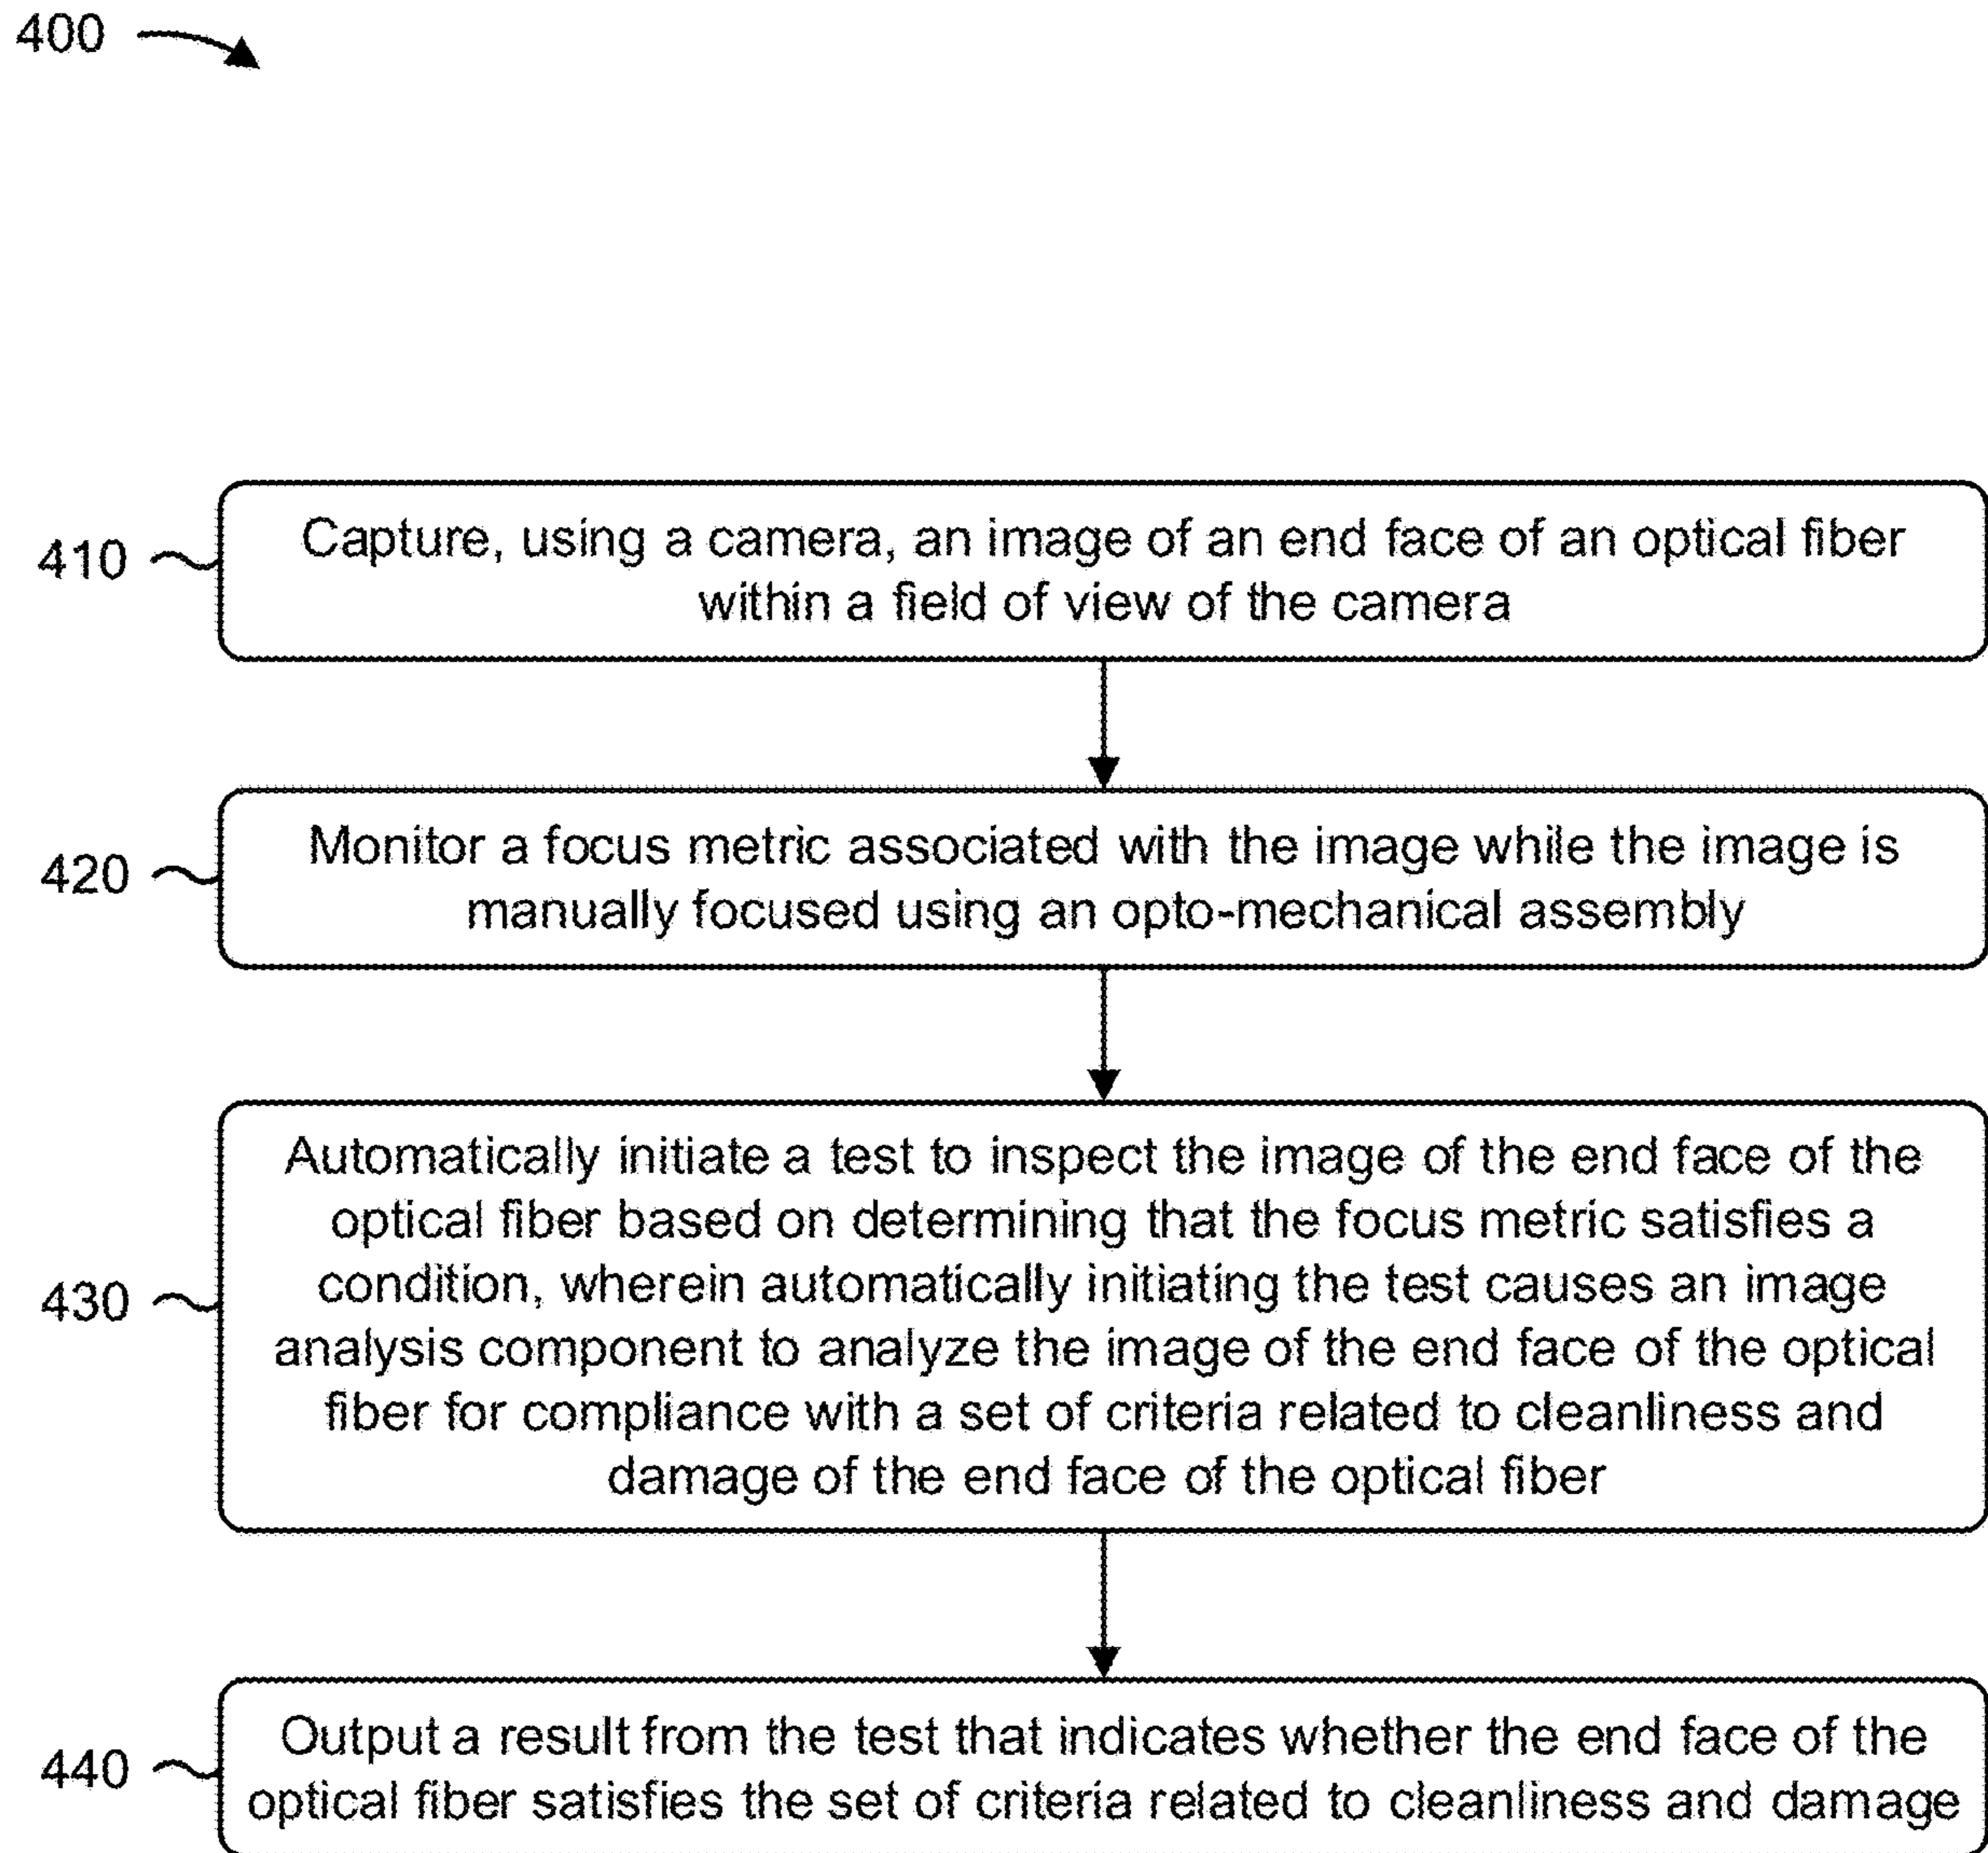 400
410
Capture, using a camera, an image of an end face of an optical fiber
within a field of view of the camera
420
Monitor a focus metric associated with the image while the image is
manually focused using an opto-mechanical assembly
430
Automatically initiate a test to inspect the image of the end face of the
optical fiber based on determining that the focus metric satisfies a
condition, wherein automatically initiating the test causes an image
analysis component to analyze the image of the end face of the optical
fiber for compliance with a set of criteria related to cleanliness and
damage of the end face of the optical fiber
440
Output a result from the test that indicates whether the end face of the
optical fiber satisfies the set of criteria related to cleanliness and damage